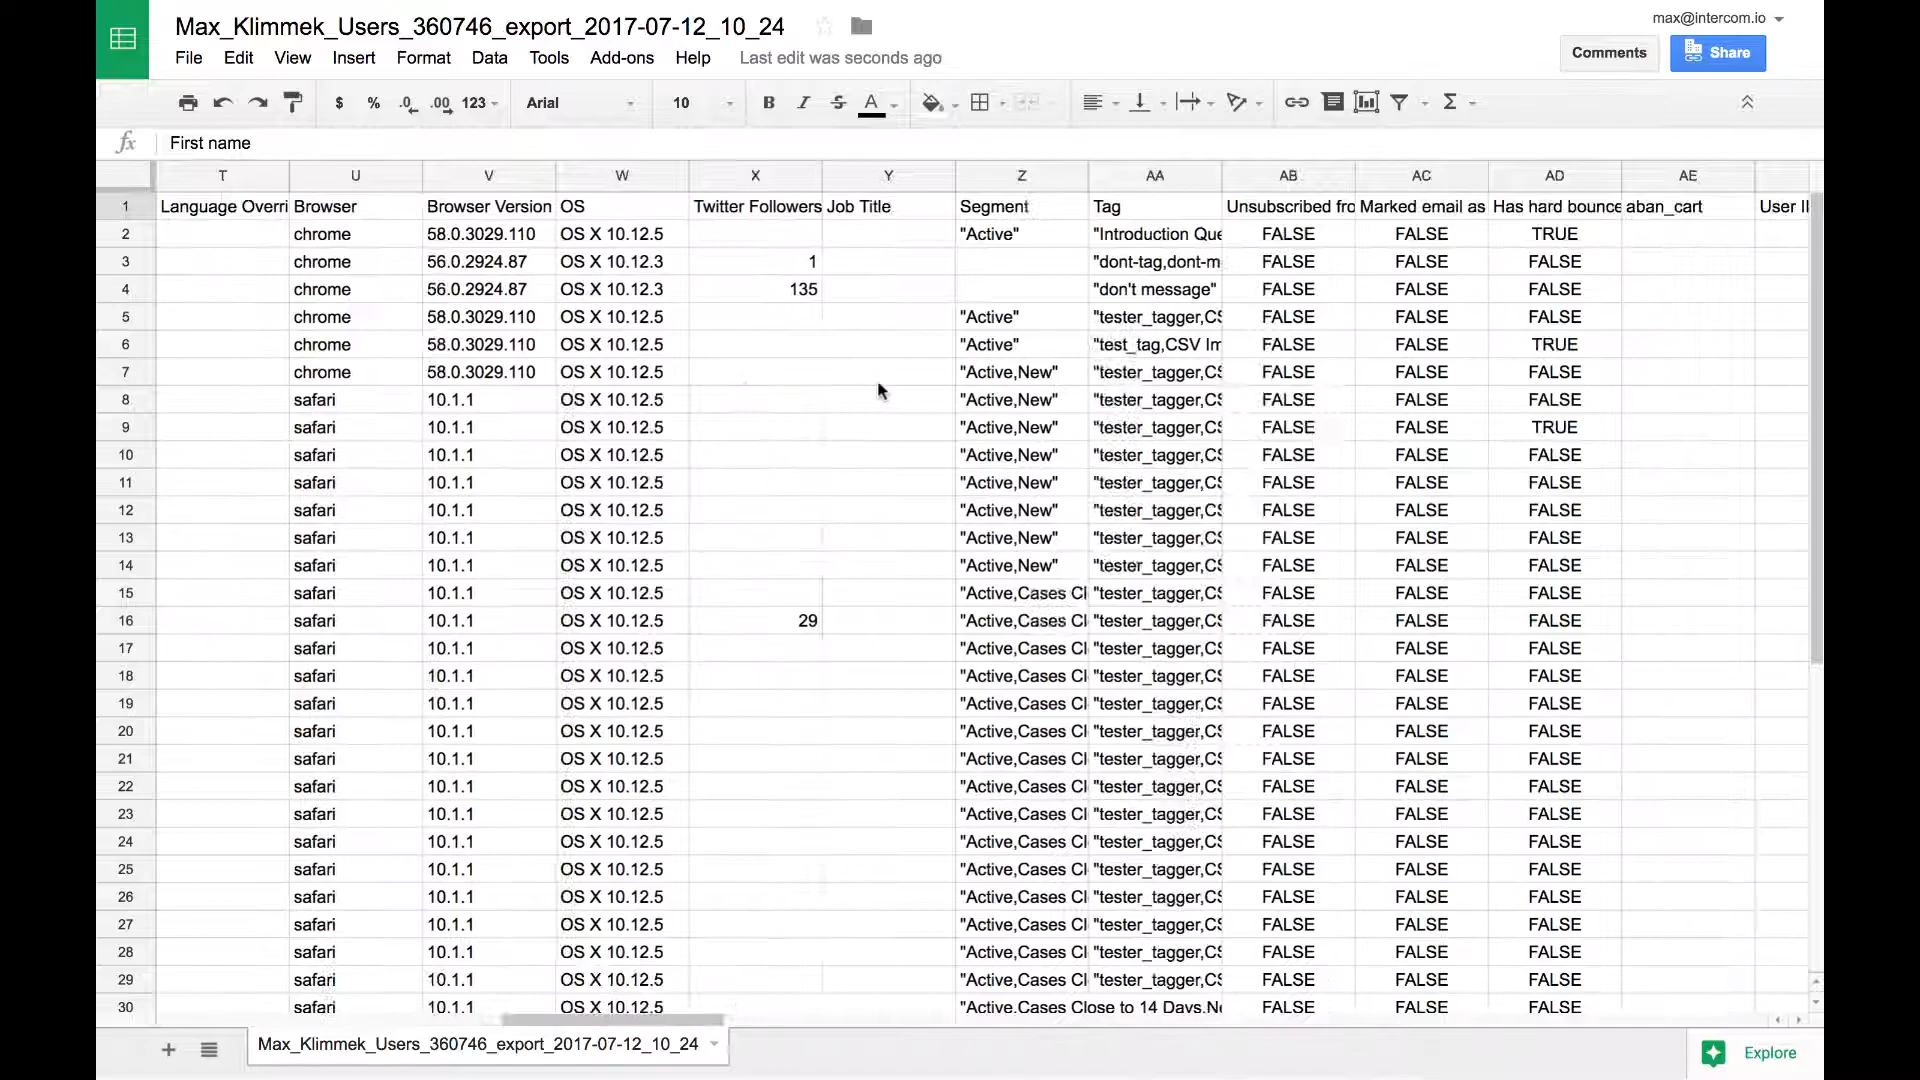 Max_Klimmek_Users_360746_export_2017-07-12_10_24
max@intercom.io
File Edit View Insert Format Data Tools Add-ons Help Last edit was seconds ago
Comments Share
$ % .0 .00 123 Arial 10 B I S A Σ
fx First name
T U V W X Y Z AA AB AC AD AE
1 Language Overri Browser Browser Version OS Twitter Followers Job Title Segment Tag Unsubscribed fro Marked email as Has hard bounce aban_cart User I
2 chrome 58.0.3029.110 OS X 10.12.5 "Active" "Introduction Que FALSE FALSE TRUE
3 chrome 56.0.2924.87 OS X 10.12.3 1 "dont-tag,dont-m FALSE FALSE FALSE
4 chrome 56.0.2924.87 OS X 10.12.3 135 "don't message" FALSE FALSE FALSE
5 chrome 58.0.3029.110 OS X 10.12.5 "Active" "tester_tagger,CS FALSE FALSE FALSE
6 chrome 58.0.3029.110 OS X 10.12.5 "Active" "test_tag,CSV Im FALSE FALSE TRUE
7 chrome 58.0.3029.110 OS X 10.12.5 "Active,New" "tester_tagger,CS FALSE FALSE FALSE
8 safari 10.1.1 OS X 10.12.5 "Active,New" "tester_tagger,CS FALSE FALSE FALSE
9 safari 10.1.1 OS X 10.12.5 "Active,New" "tester_tagger,CS FALSE FALSE TRUE
10 safari 10.1.1 OS X 10.12.5 "Active,New" "tester_tagger,CS FALSE FALSE FALSE
11 safari 10.1.1 OS X 10.12.5 "Active,New" "tester_tagger,CS FALSE FALSE FALSE
12 safari 10.1.1 OS X 10.12.5 "Active,New" "tester_tagger,CS FALSE FALSE FALSE
13 safari 10.1.1 OS X 10.12.5 "Active,New" "tester_tagger,CS FALSE FALSE FALSE
14 safari 10.1.1 OS X 10.12.5 "Active,New" "tester_tagger,CS FALSE FALSE FALSE
15 safari 10.1.1 OS X 10.12.5 "Active,Cases Cl "tester_tagger,CS FALSE FALSE FALSE
16 safari 10.1.1 OS X 10.12.5 29 "Active,Cases Cl "tester_tagger,CS FALSE FALSE FALSE
17 safari 10.1.1 OS X 10.12.5 "Active,Cases Cl "tester_tagger,CS FALSE FALSE FALSE
18 safari 10.1.1 OS X 10.12.5 "Active,Cases Cl "tester_tagger,CS FALSE FALSE FALSE
19 safari 10.1.1 OS X 10.12.5 "Active,Cases Cl "tester_tagger,CS FALSE FALSE FALSE
20 safari 10.1.1 OS X 10.12.5 "Active,Cases Cl "tester_tagger,CS FALSE FALSE FALSE
21 safari 10.1.1 OS X 10.12.5 "Active,Cases Cl "tester_tagger,CS FALSE FALSE FALSE
22 safari 10.1.1 OS X 10.12.5 "Active,Cases Cl "tester_tagger,CS FALSE FALSE FALSE
23 safari 10.1.1 OS X 10.12.5 "Active,Cases Cl "tester_tagger,CS FALSE FALSE FALSE
24 safari 10.1.1 OS X 10.12.5 "Active,Cases Cl "tester_tagger,CS FALSE FALSE FALSE
25 safari 10.1.1 OS X 10.12.5 "Active,Cases Cl "tester_tagger,CS FALSE FALSE FALSE
26 safari 10.1.1 OS X 10.12.5 "Active,Cases Cl "tester_tagger,CS FALSE FALSE FALSE
27 safari 10.1.1 OS X 10.12.5 "Active,Cases Cl "tester_tagger,CS FALSE FALSE FALSE
28 safari 10.1.1 OS X 10.12.5 "Active,Cases Cl "tester_tagger,CS FALSE FALSE FALSE
29 safari 10.1.1 OS X 10.12.5 "Active,Cases Cl "tester_tagger,CS FALSE FALSE FALSE
30 safari 10.1.1 OS X 10.12.5 "Active,Cases Close to 14 Days,Ne FALSE FALSE FALSE
Max_Klimmek_Users_360746_export_2017-07-12_10_24
Explore